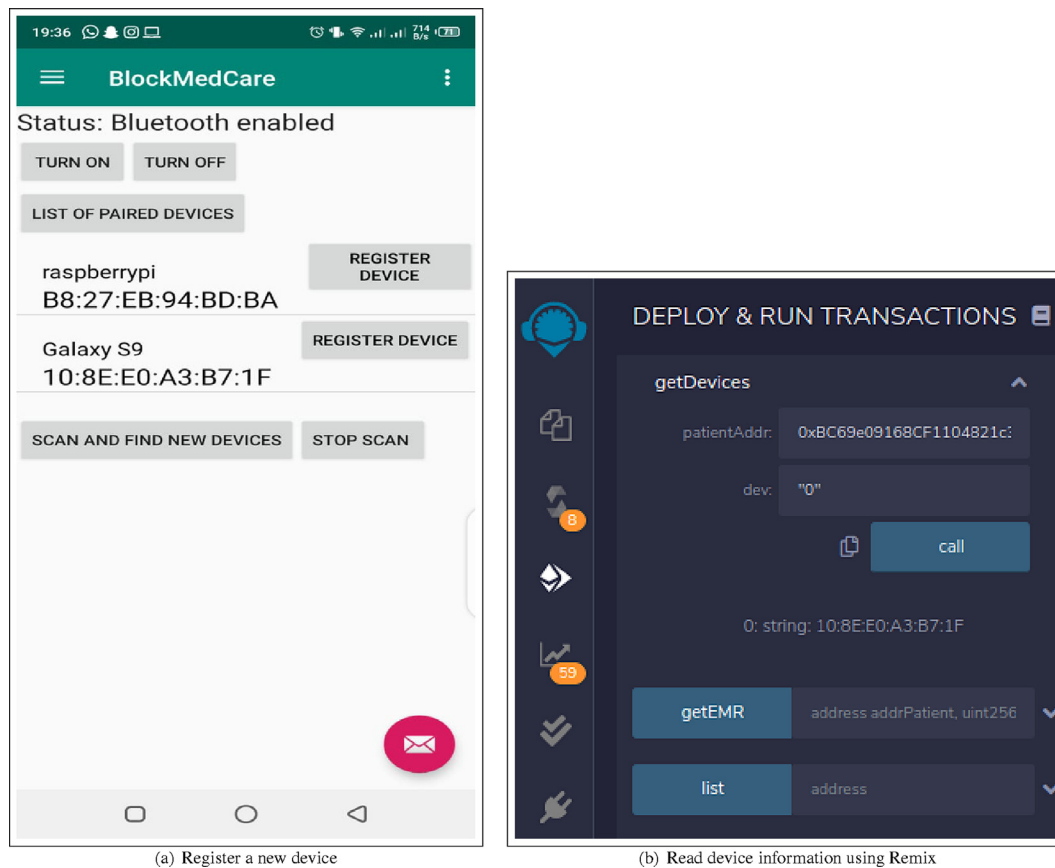 19:36 714 B/s 71
BlockMedCare
Status: Bluetooth enabled
TURN ON TURN OFF
LIST OF PAIRED DEVICES
raspberrypi
B8:27:EB:94:BD:BA
REGISTER
DEVICE
Galaxy S9
10:8E:E0:A3:B7:1F
REGISTER DEVICE
SCAN AND FIND NEW DEVICES STOP SCAN
(a) Register a new device
DEPLOY & RUN TRANSACTIONS
getDevices
patientAddr: 0xBC69e09168CF1104821c3
dev: "0"
call
8
0: string: 10:8E:E0:A3:B7:1F
59
getEMR address addrPatient, uint256
list address
(b) Read device information using Remix